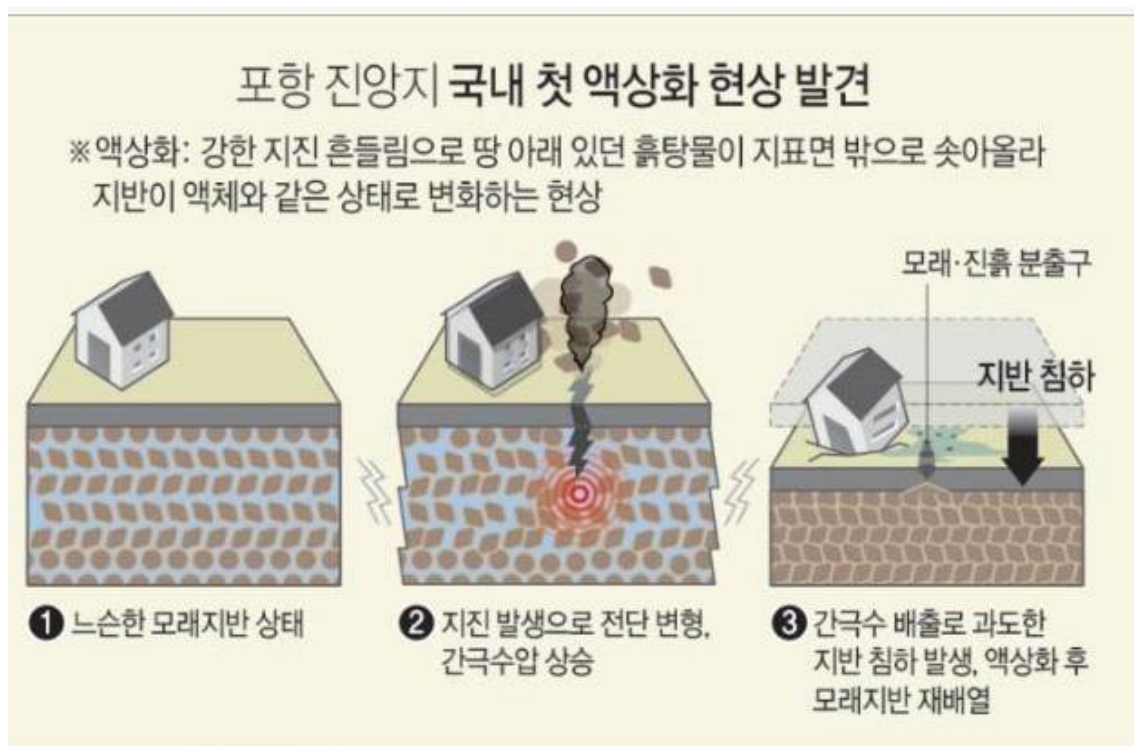 포항 진앙지 국내 첫 액상화 현상 발견
※액상화: 강한 지진 흔들림으로 땅 아래 있던 흙탕물이 지표면 밖으로 솟아올라
지반이 액체와 같은 상태로 변화하는 현상
모래·진흙 분출구
지반 침하
❶ 느슨한 모래지반 상태
❷ 지진 발생으로 전단 변형,
간극수압 상승
❸ 간극수 배출로 과도한
지반 침하 발생, 액상화 후
모래지반 재배열